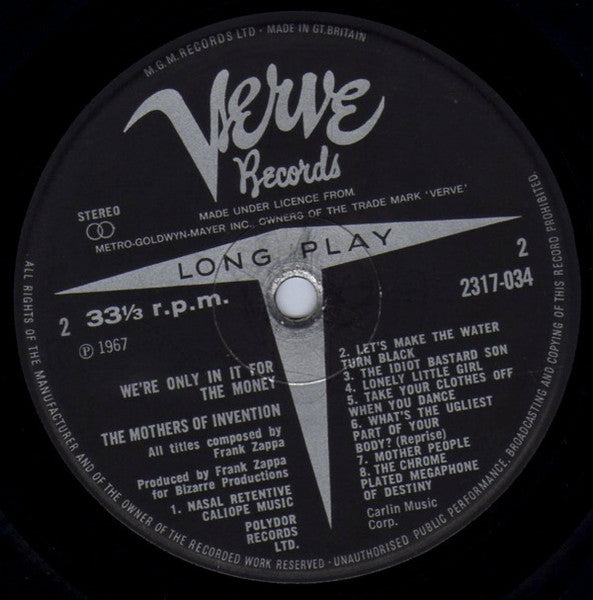 M.G.M. RECORDS LTD · MADE IN GT. BRITAIN
Verve
Records
STEREO
MADE UNDER LICENCE FROM
METRO-GOLDWYN-MAYER INC., OWNERS OF THE TRADE MARK 'VERVE'
LONG PLAY
2
2317-034
2 33⅓ r.p.m.
Ⓟ 1967
WE'RE ONLY IN IT FOR
THE MONEY
THE MOTHERS OF INVENTION
All titles composed by
Frank Zappa
Produced by Frank Zappa
for Bizarre Productions
1. NASAL RETENTIVE
CALIOPE MUSIC
POLYDOR
RECORDS
LTD.
2. LET'S MAKE THE WATER
TURN BLACK
3. THE IDIOT BASTARD SON
4. LONELY LITTLE GIRL
5. TAKE YOUR CLOTHES OFF
WHEN YOU DANCE
6. WHAT'S THE UGLIEST
PART OF YOUR
BODY? (Reprise)
7. MOTHER PEOPLE
8. THE CHROME
PLATED MEGAPHONE
OF DESTINY
Carlin Music
Corp.
ALL RIGHTS OF THE MANUFACTURER AND OF THE OWNER OF THE RECORDED WORK RESERVED - UNAUTHORISED PUBLIC PERFORMANCE, BROADCASTING AND COPYING OF THIS RECORD PROHIBITED.